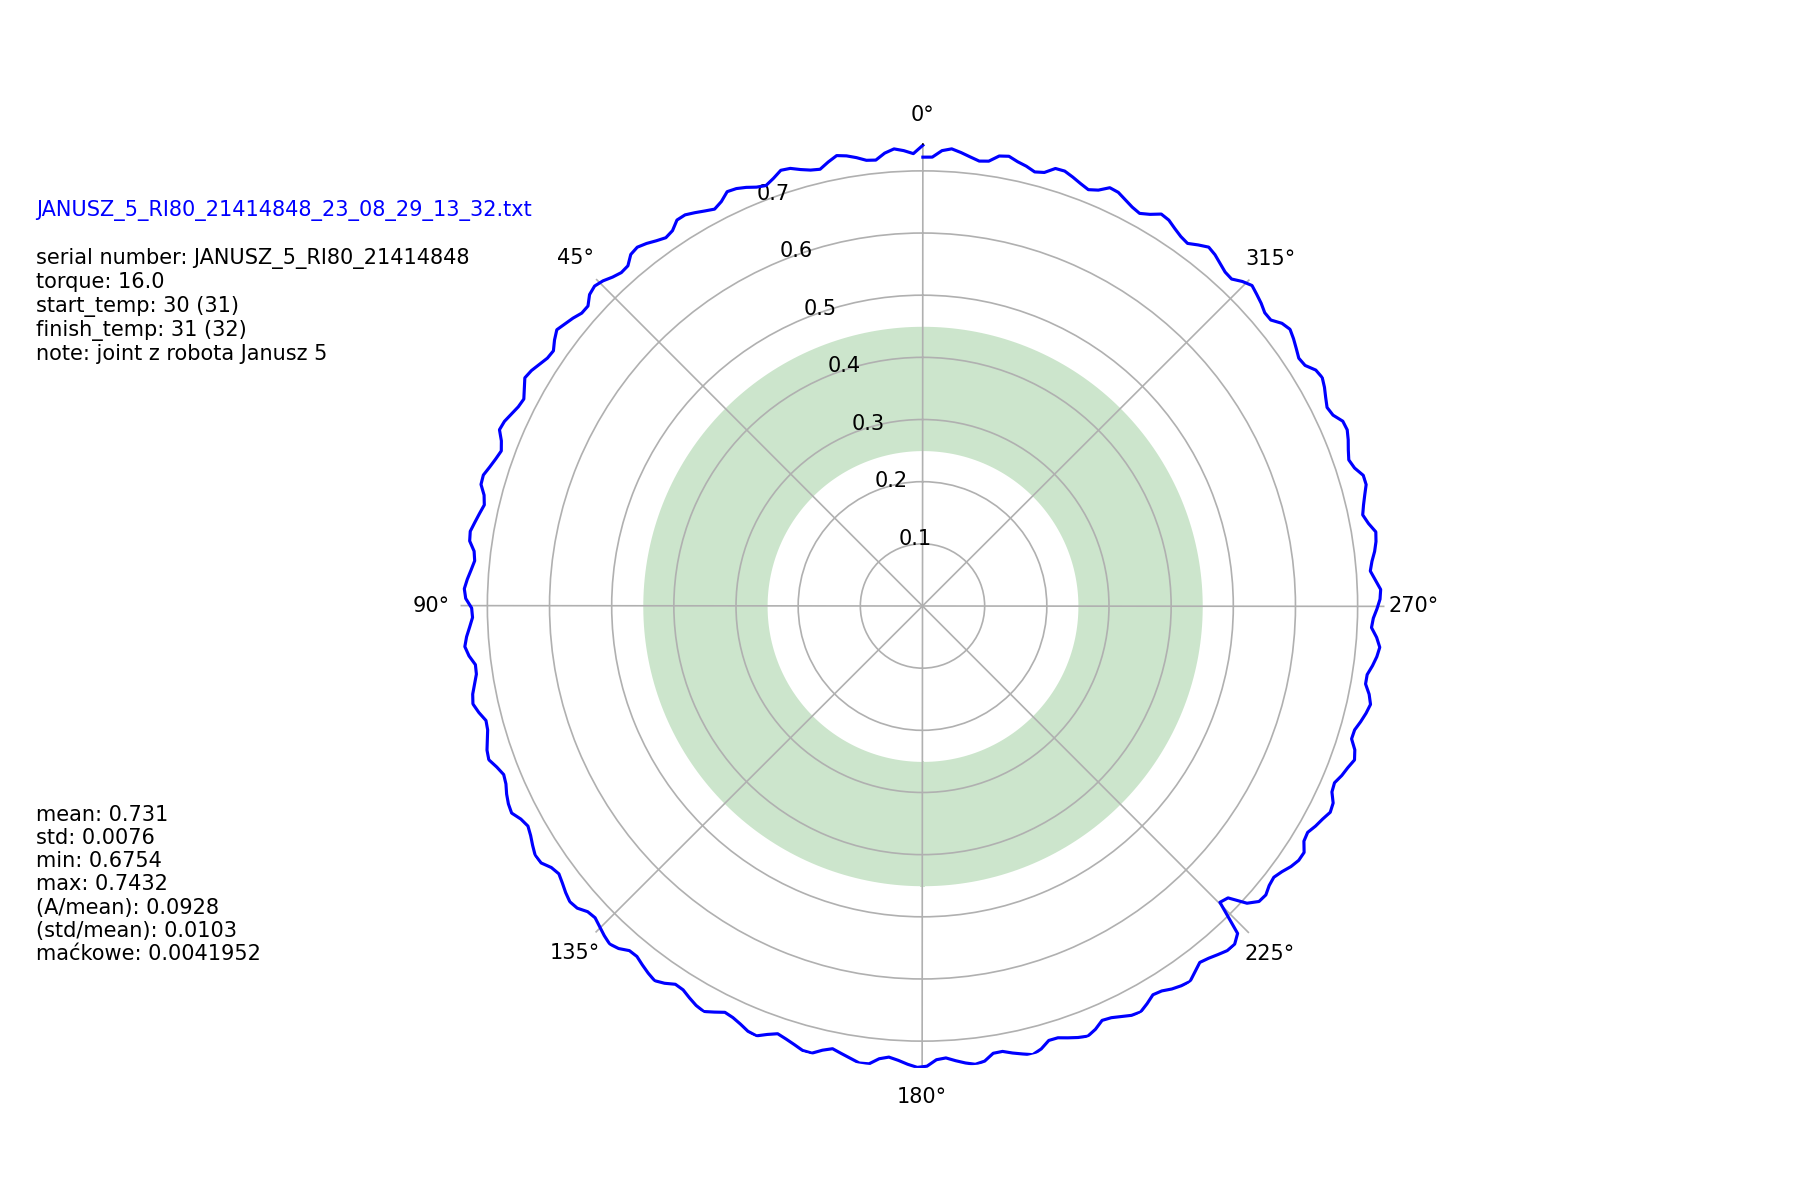 0°
JANUSZ_5_RI80_21414848_23_08_29_13_32.txt
serial number: JANUSZ_5_RI80_21414848
torque: 16.0
start_temp: 30 (31)
finish_temp: 31 (32)
note: joint z robota Janusz 5
45°
315°
0.7
0.6
0.5
0.4
0.3
0.2
0.1
90°
270°
mean: 0.731
std: 0.0076
min: 0.6754
max: 0.7432
(A/mean): 0.0928
(std/mean): 0.0103
maćkowe: 0.0041952
135°
225°
180°